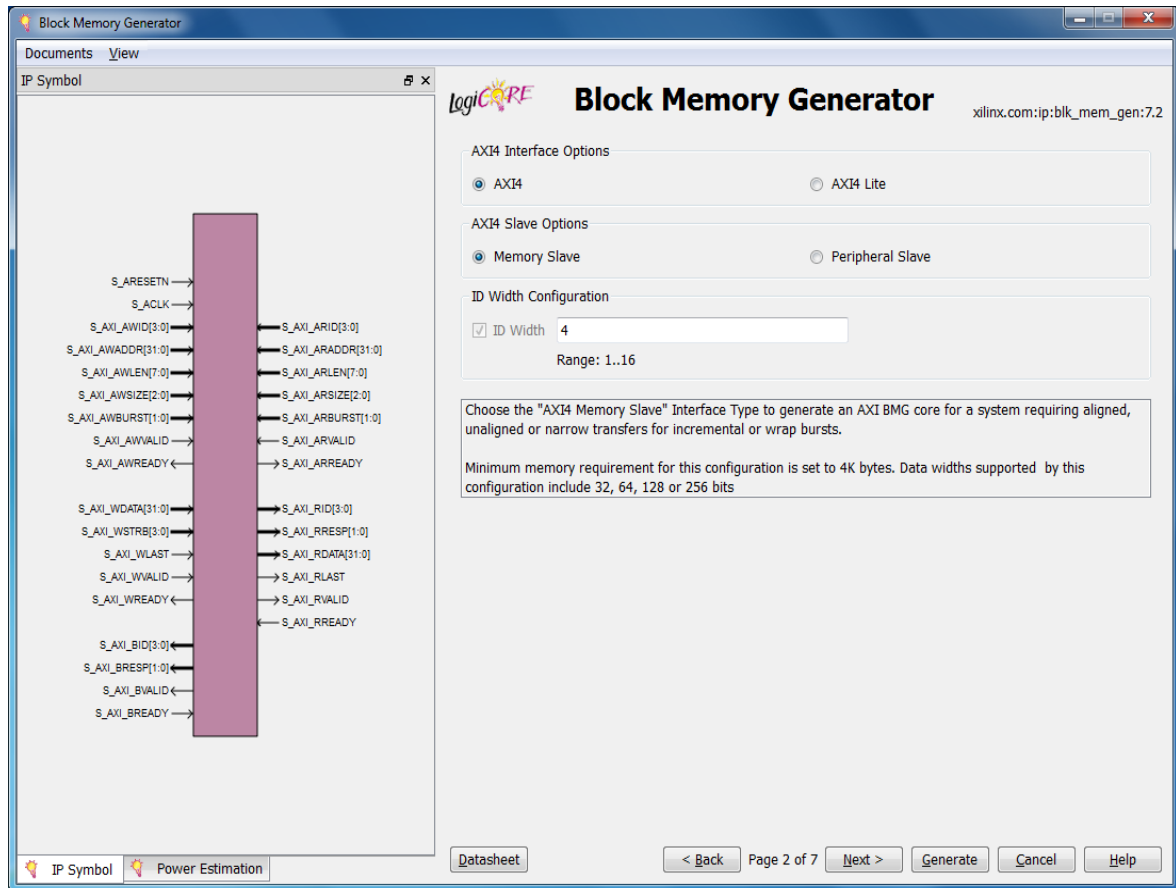 Block Memory Generator
Documents View
IP Symbol
S_ARESETN
S_ACLK
S_AXI_AWID[3:0] S_AXI_ARID[3:0]
S_AXI_AWADDR[31:0] S_AXI_ARADDR[31:0]
S_AXI_AWLEN[7:0] S_AXI_ARLEN[7:0]
S_AXI_AWSIZE[2:0] S_AXI_ARSIZE[2:0]
S_AXI_AWBURST[1:0] S_AXI_ARBURST[1:0]
S_AXI_AWVALID S_AXI_ARVALID
S_AXI_AWREADY S_AXI_ARREADY
S_AXI_WDATA[31:0] S_AXI_RID[3:0]
S_AXI_WSTRB[3:0] S_AXI_RRESP[1:0]
S_AXI_WLAST S_AXI_RDATA[31:0]
S_AXI_WVALID S_AXI_RLAST
S_AXI_WREADY S_AXI_RVALID
S_AXI_RREADY
S_AXI_BID[3:0]
S_AXI_BRESP[1:0]
S_AXI_BVALID
S_AXI_BREADY
IP Symbol Power Estimation
logiCORE Block Memory Generator xilinx.com:ip:blk_mem_gen:7.2
AXI4 Interface Options
AXI4 AXI4 Lite
AXI4 Slave Options
Memory Slave Peripheral Slave
ID Width Configuration
ID Width 4
Range: 1..16
Choose the "AXI4 Memory Slave" Interface Type to generate an AXI BMG core for a system requiring aligned,
unaligned or narrow transfers for incremental or wrap bursts.
Minimum memory requirement for this configuration is set to 4K bytes. Data widths supported by this
configuration include 32, 64, 128 or 256 bits
Datasheet < Back Page 2 of 7 Next > Generate Cancel Help